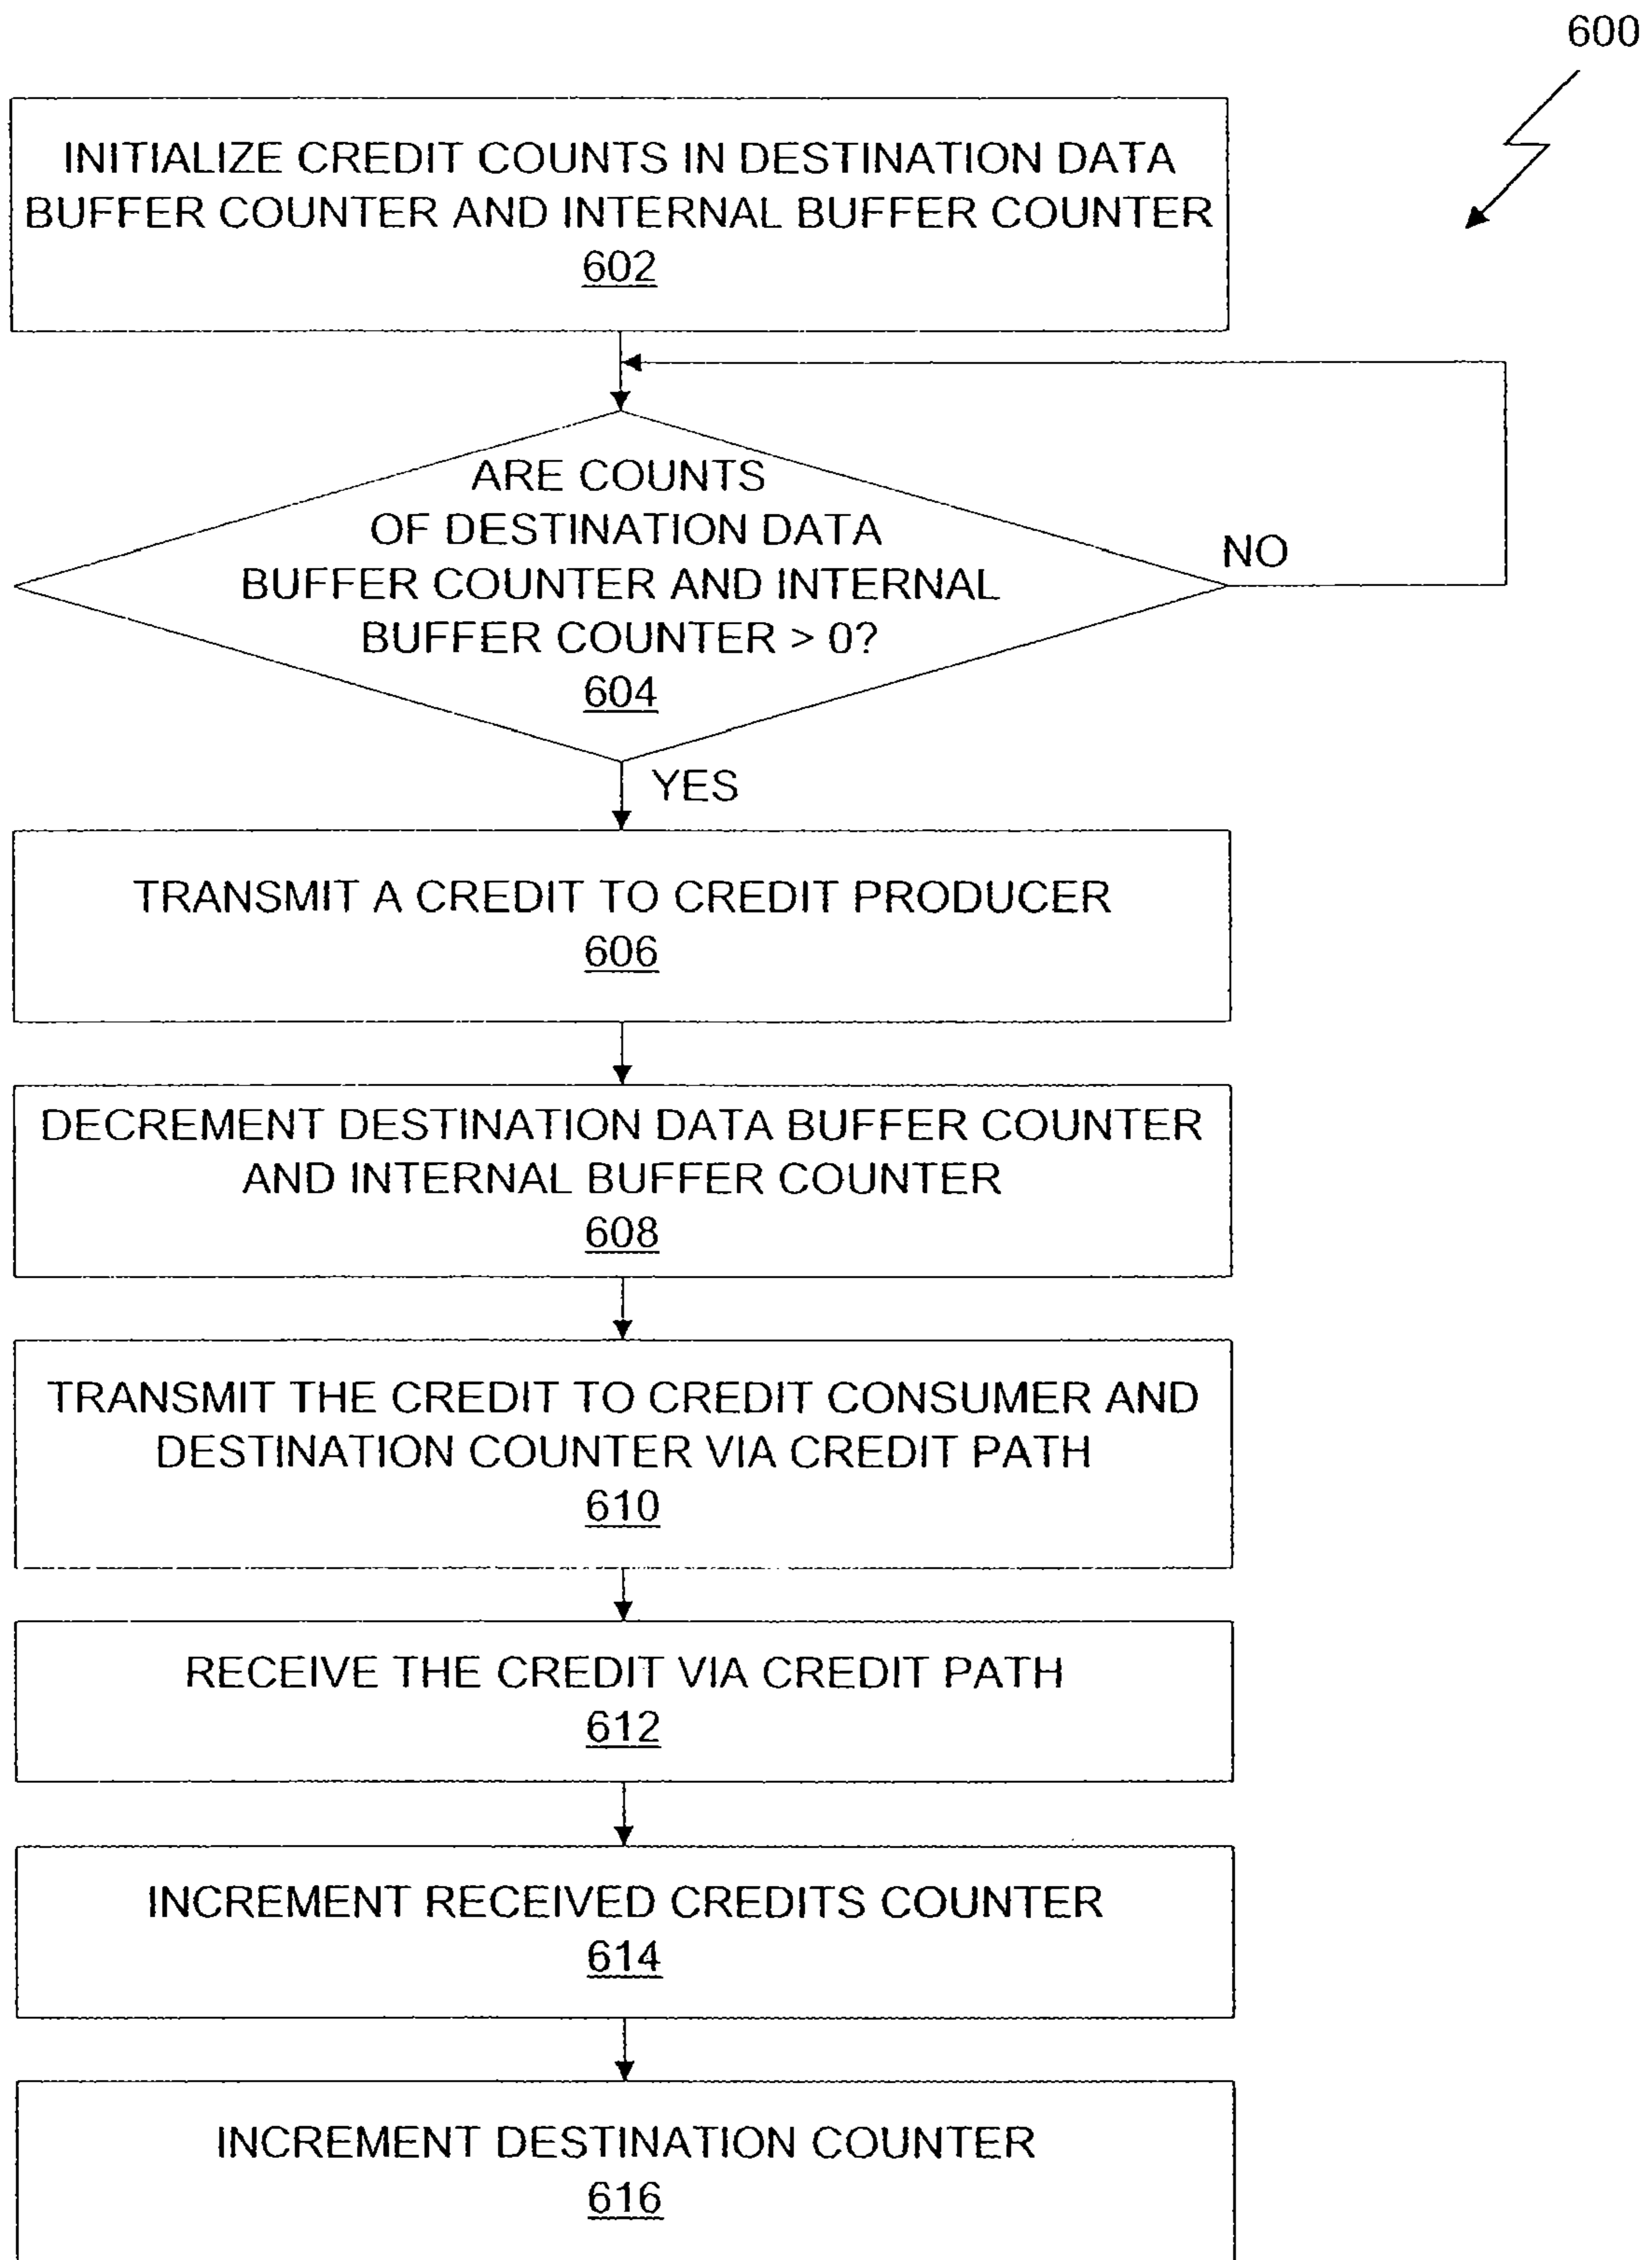 600
INITIALIZE CREDIT COUNTS IN DESTINATION DATA
BUFFER COUNTER AND INTERNAL BUFFER COUNTER
602
ARE COUNTS
OF DESTINATION DATA
BUFFER COUNTER AND INTERNAL
BUFFER COUNTER > 0?
604
NO
YES
TRANSMIT A CREDIT TO CREDIT PRODUCER
606
DECREMENT DESTINATION DATA BUFFER COUNTER
AND INTERNAL BUFFER COUNTER
608
TRANSMIT THE CREDIT TO CREDIT CONSUMER AND
DESTINATION COUNTER VIA CREDIT PATH
610
RECEIVE THE CREDIT VIA CREDIT PATH
612
INCREMENT RECEIVED CREDITS COUNTER
614
INCREMENT DESTINATION COUNTER
616